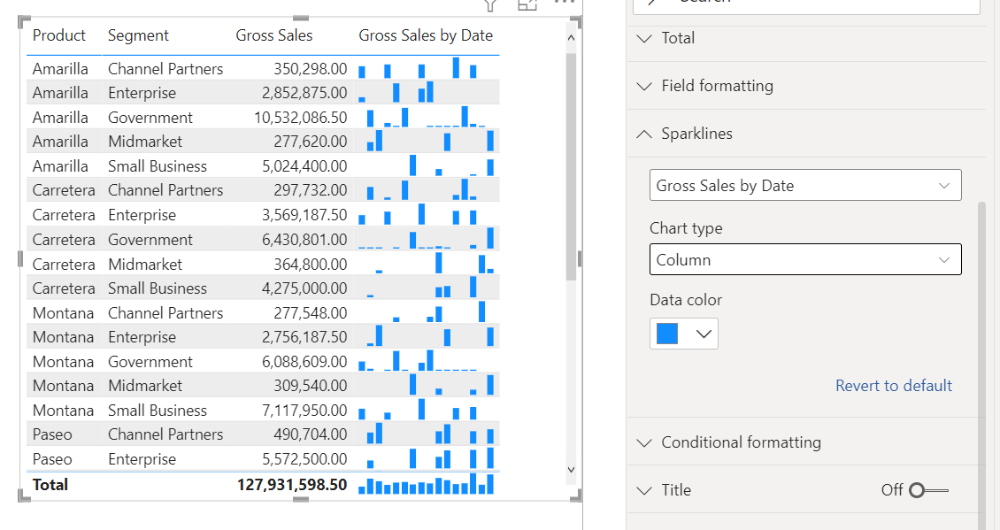 Search
Product Segment Gross Sales Gross Sales by Date
Amarilla Channel Partners 350,298.00
Amarilla Enterprise 2,852,875.00
Amarilla Government 10,532,086.50
Amarilla Midmarket 277,620.00
Amarilla Small Business 5,024,400.00
Carretera Channel Partners 297,732.00
Carretera Enterprise 3,569,187.50
Carretera Government 6,430,801.00
Carretera Midmarket 364,800.00
Carretera Small Business 4,275,000.00
Montana Channel Partners 277,548.00
Montana Enterprise 2,756,187.50
Montana Government 6,088,609.00
Montana Midmarket 309,540.00
Montana Small Business 7,117,950.00
Paseo Channel Partners 490,704.00
Paseo Enterprise 5,572,500.00
Total 127,931,598.50
Total
Field formatting
Sparklines
Gross Sales by Date
Chart type
Column
Data color
Revert to default
Conditional formatting
Title Off